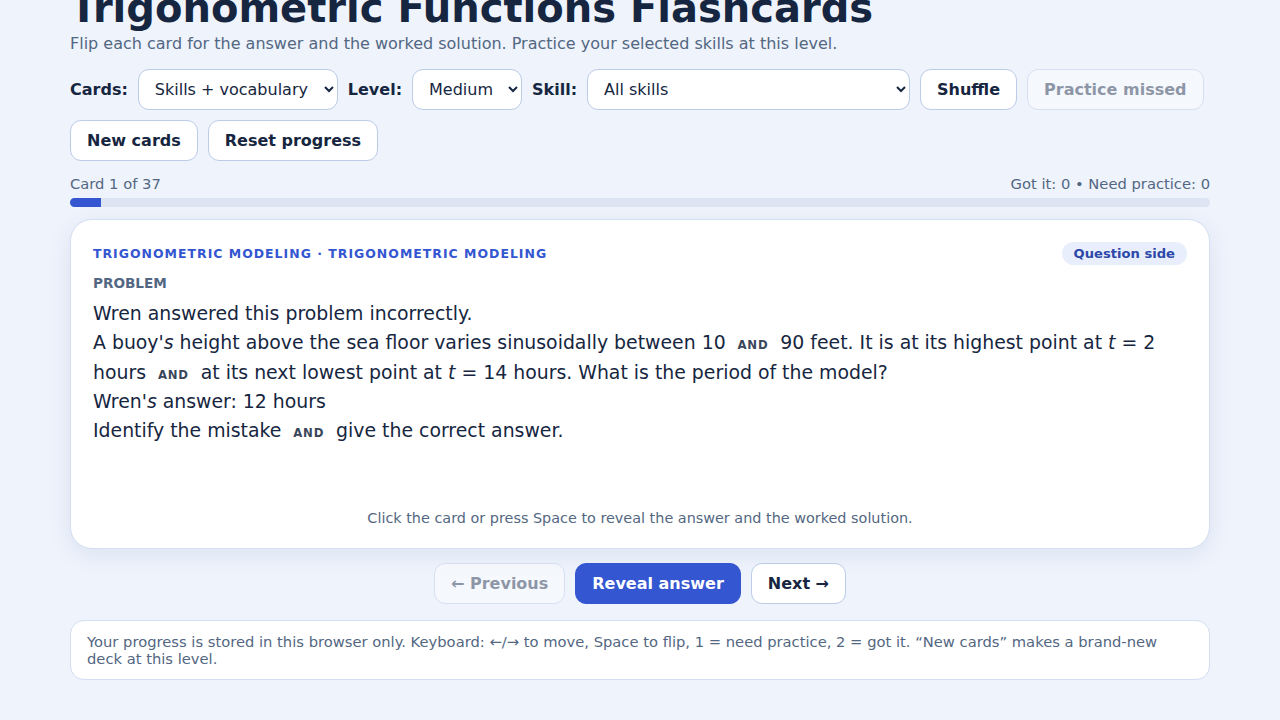 Trigonometric Functions Flashcards
Flip each card for the answer and the worked solution. Practice your selected skills at this level.
Cards: Skills + vocabulary Level: Medium Skill: All skills Shuffle Practice missed
New cards Reset progress
Card 1 of 37 Got it: 0 • Need practice: 0
TRIGONOMETRIC MODELING · TRIGONOMETRIC MODELING Question side
PROBLEM
Wren answered this problem incorrectly.
A buoy's height above the sea floor varies sinusoidally between 10 AND 90 feet. It is at its highest point at t = 2
hours AND at its next lowest point at t = 14 hours. What is the period of the model?
Wren's answer: 12 hours
Identify the mistake AND give the correct answer.
Click the card or press Space to reveal the answer and the worked solution.
← Previous Reveal answer Next →
Your progress is stored in this browser only. Keyboard: ←/→ to move, Space to flip, 1 = need practice, 2 = got it. “New cards” makes a brand-new
deck at this level.